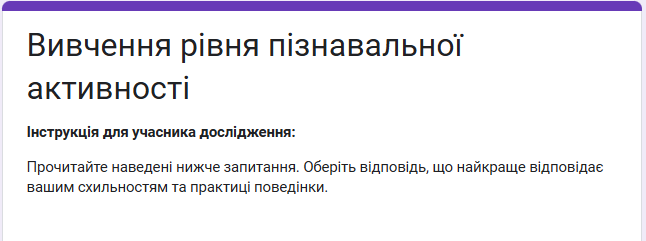 Вивчення рівня пізнавальної
активності
Інструкція для учасника дослідження:
Прочитайте наведені нижче запитання. Оберіть відповідь, що найкраще відповідає
вашим схильностям та практиці поведінки.